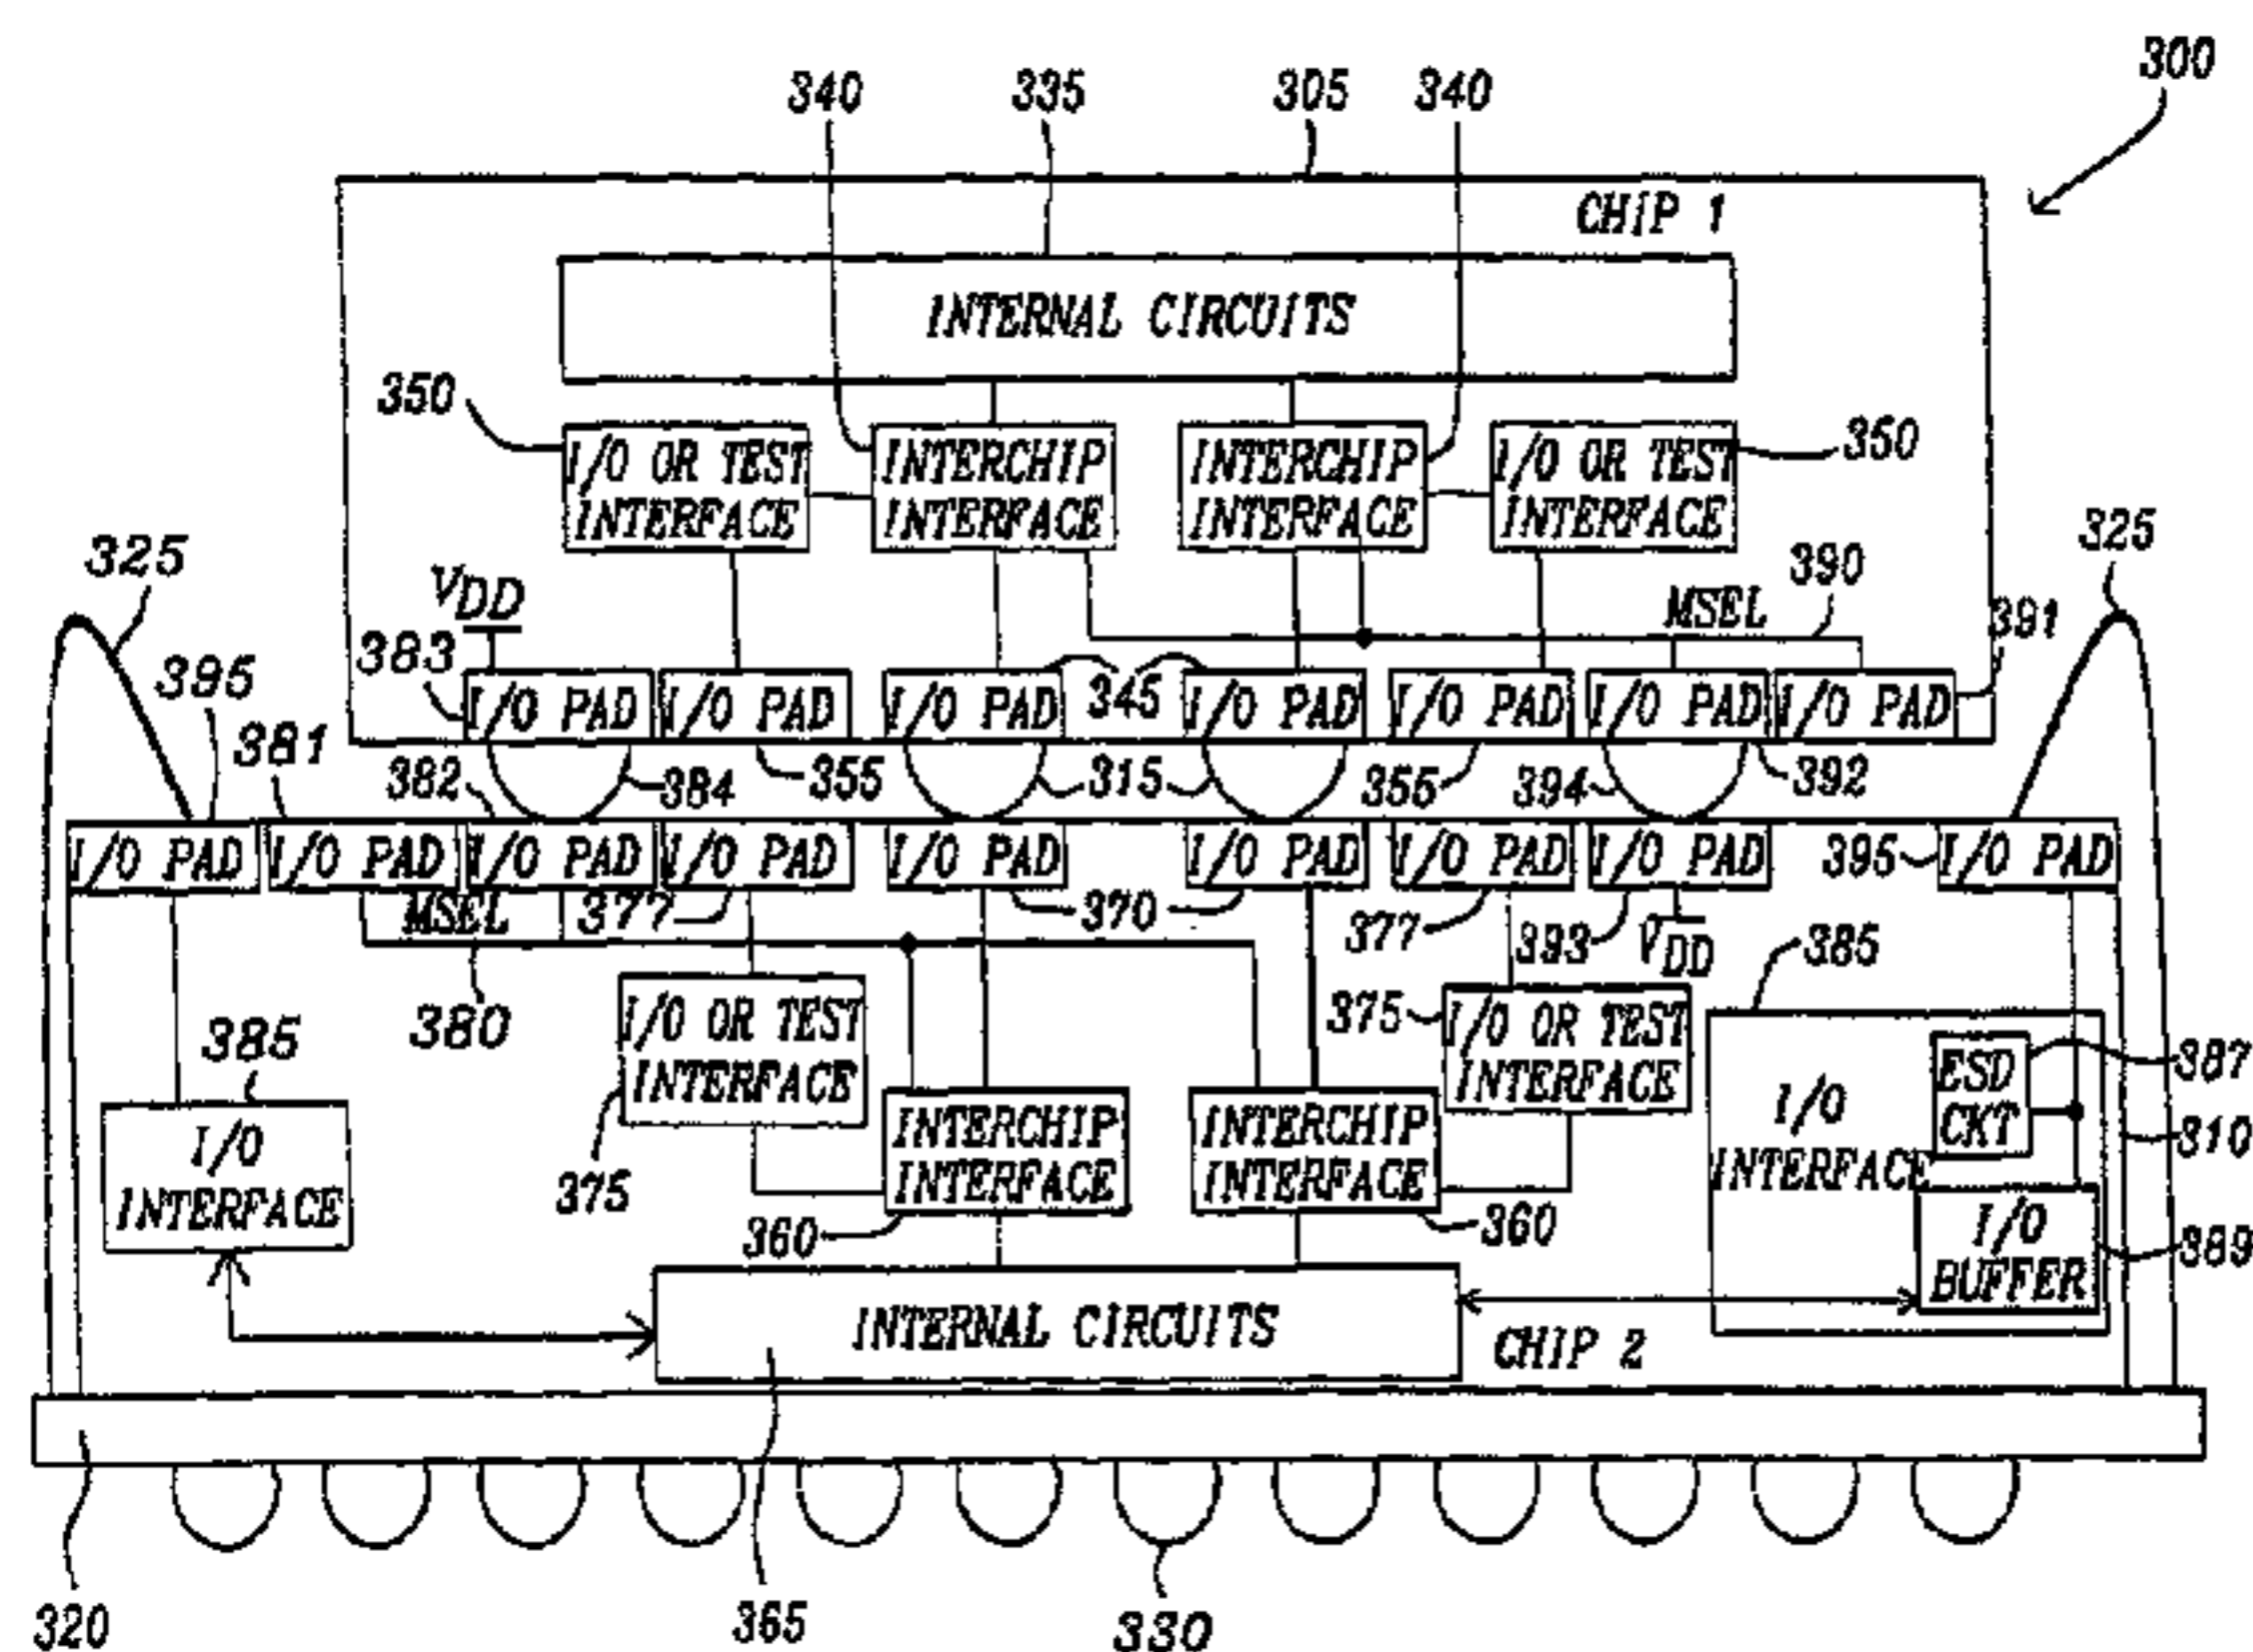 300
340 335 305 340
CHIP 1
INTERNAL CIRCUITS
350 350
I/O OR TEST INTERCHIP INTERCHIP I/O OR TEST
INTERFACE INTERFACE INTERFACE INTERFACE
325 325
VDD MSEL 390
383 391
395 I/O PAD I/O PAD I/O PAD 345 I/O PAD I/O PAD I/O PAD I/O PAD
381 382 384 355 315 355 394 392
I/O PAD I/O PAD I/O PAD I/O PAD I/O PAD I/O PAD I/O PAD I/O PAD 395 I/O PAD
MSEL 377 370 377 393 VDD 385
380
I/O OR TEST 375 I/O OR TEST
INTERFACE INTERFACE
385 375
ESD 387
CKT
I/O INTERCHIP INTERCHIP I/O 310
INTERFACE INTERFACE INTERFACE INTERFACE
360 360
I/O 389
BUFFER
INTERNAL CIRCUITS CHIP 2
320 365 330